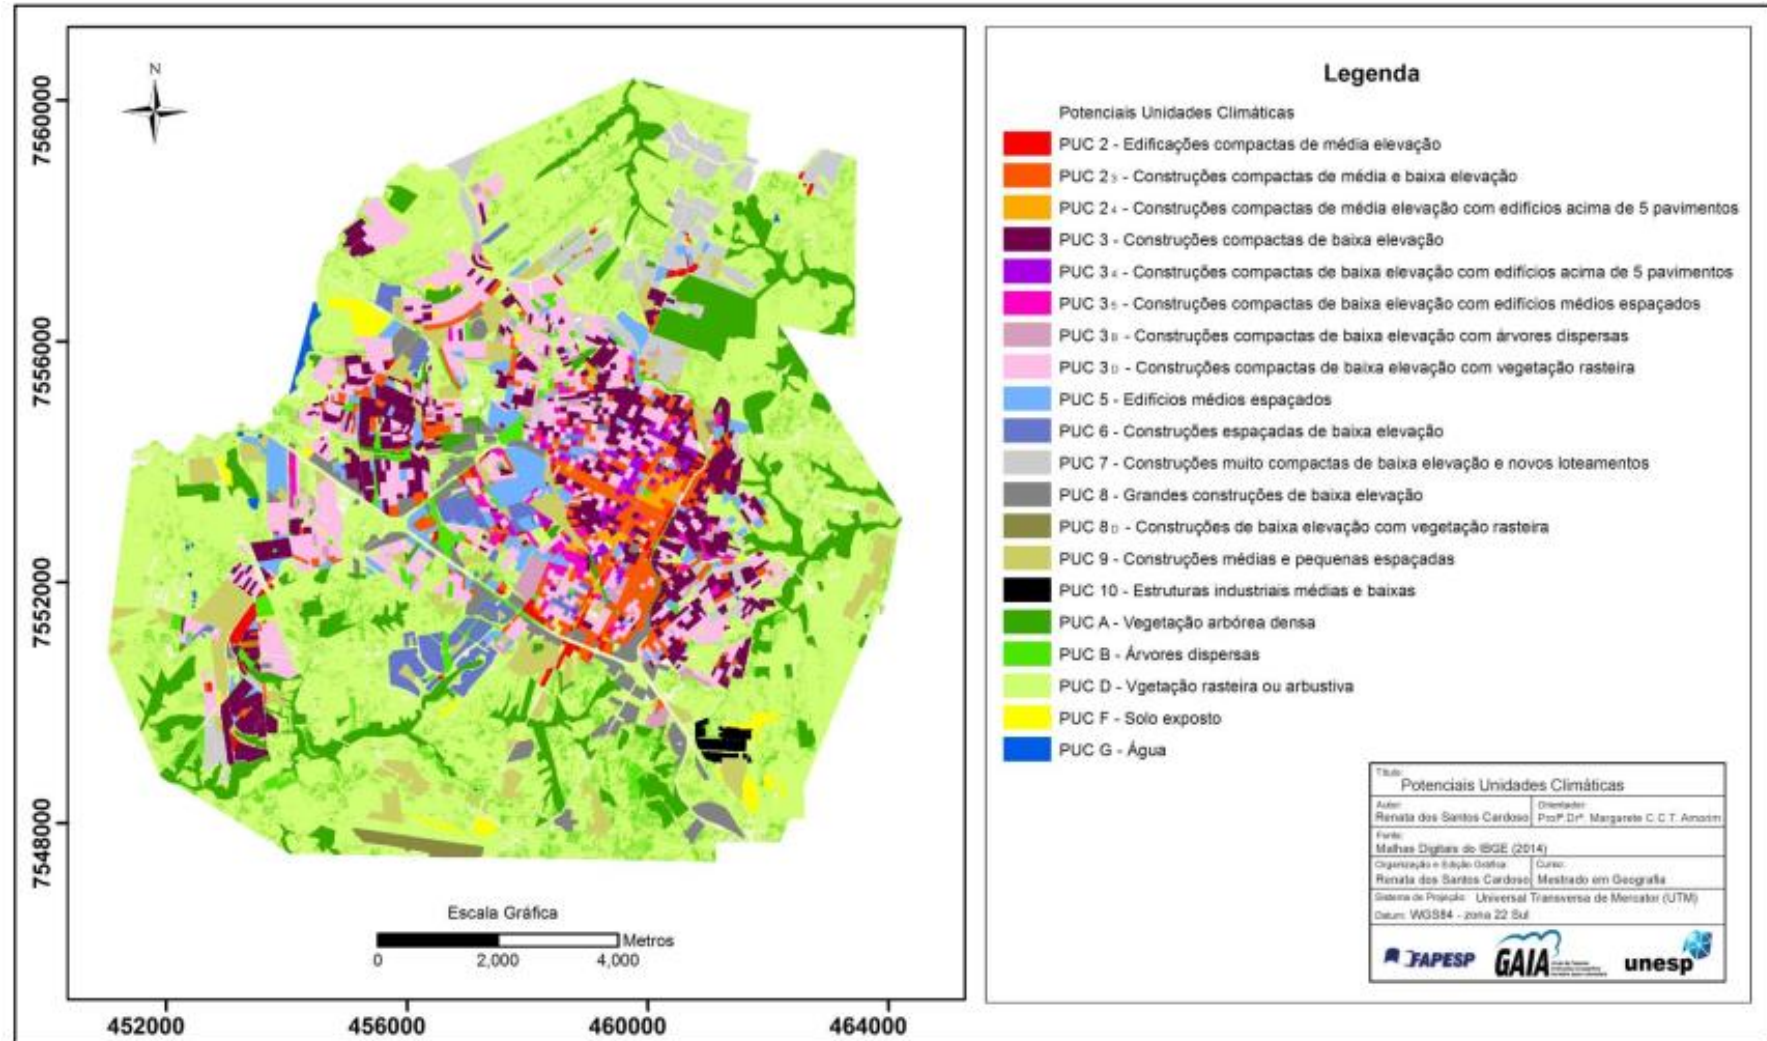 N
7560000
7556000
7552000
7548000
452000
456000
460000
464000
Escala Gráfica
Metros
0
2,000
4,000
Legenda
Potenciais Unidades Climáticas
PUC 2 - Edificações compactas de média elevação
PUC 2₃ - Construções compactas de média e baixa elevação
PUC 2₄ - Construções compactas de média elevação com edifícios acima de 5 pavimentos
PUC 3 - Construções compactas de baixa elevação
PUC 3₄ - Construções compactas de baixa elevação com edifícios acima de 5 pavimentos
PUC 3₅ - Construções compactas de baixa elevação com edifícios médios espaçados
PUC 3B - Construções compactas de baixa elevação com árvores dispersas
PUC 3D - Construções compactas de baixa elevação com vegetação rasteira
PUC 5 - Edifícios médios espaçados
PUC 6 - Construções espaçadas de baixa elevação
PUC 7 - Construções muito compactas de baixa elevação e novos loteamentos
PUC 8 - Grandes construções de baixa elevação
PUC 8D - Construções de baixa elevação com vegetação rasteira
PUC 9 - Construções médias e pequenas espaçadas
PUC 10 - Estruturas industriais médias e baixas
PUC A - Vegetação arbórea densa
PUC B - Árvores dispersas
PUC D - Vgetação rasteira ou arbustiva
PUC F - Solo exposto
PUC G - Água
Título:
Potenciais Unidades Climáticas
Autor:
Renata dos Santos Cardoso
Orientador:
Profª.Drª. Margarete C.C.T. Amorim
Fonte:
Malhas Digitais do IBGE (2014)
Organização e Edição Gráfica:
Renata dos Santos Cardoso
Curso:
Mestrado em Geografia
Sistema de Projeção: Universal Transversa de Mercator (UTM)
Datum: WGS84 - zona 22 Sul
FAPESP
GAIA
unesp